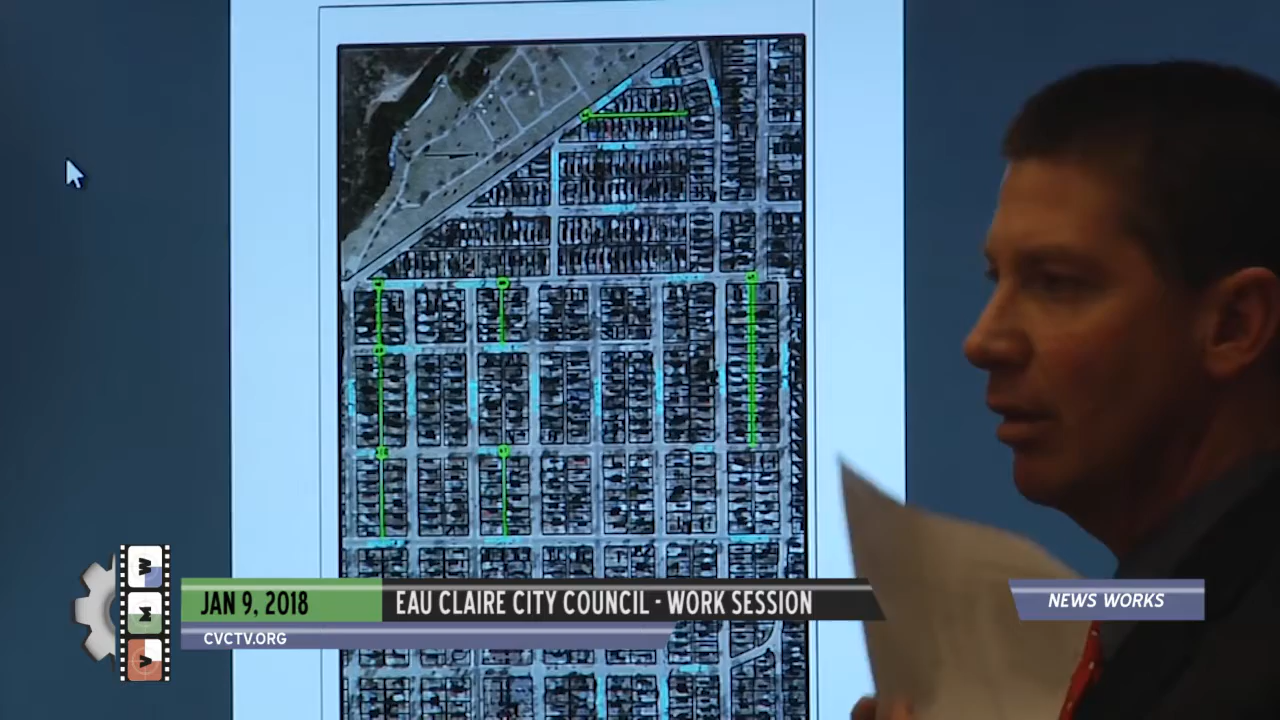 W
M
V
JAN 9, 2018
EAU CLAIRE CITY COUNCIL - WORK SESSION
NEWS WORKS
CVCTV.ORG